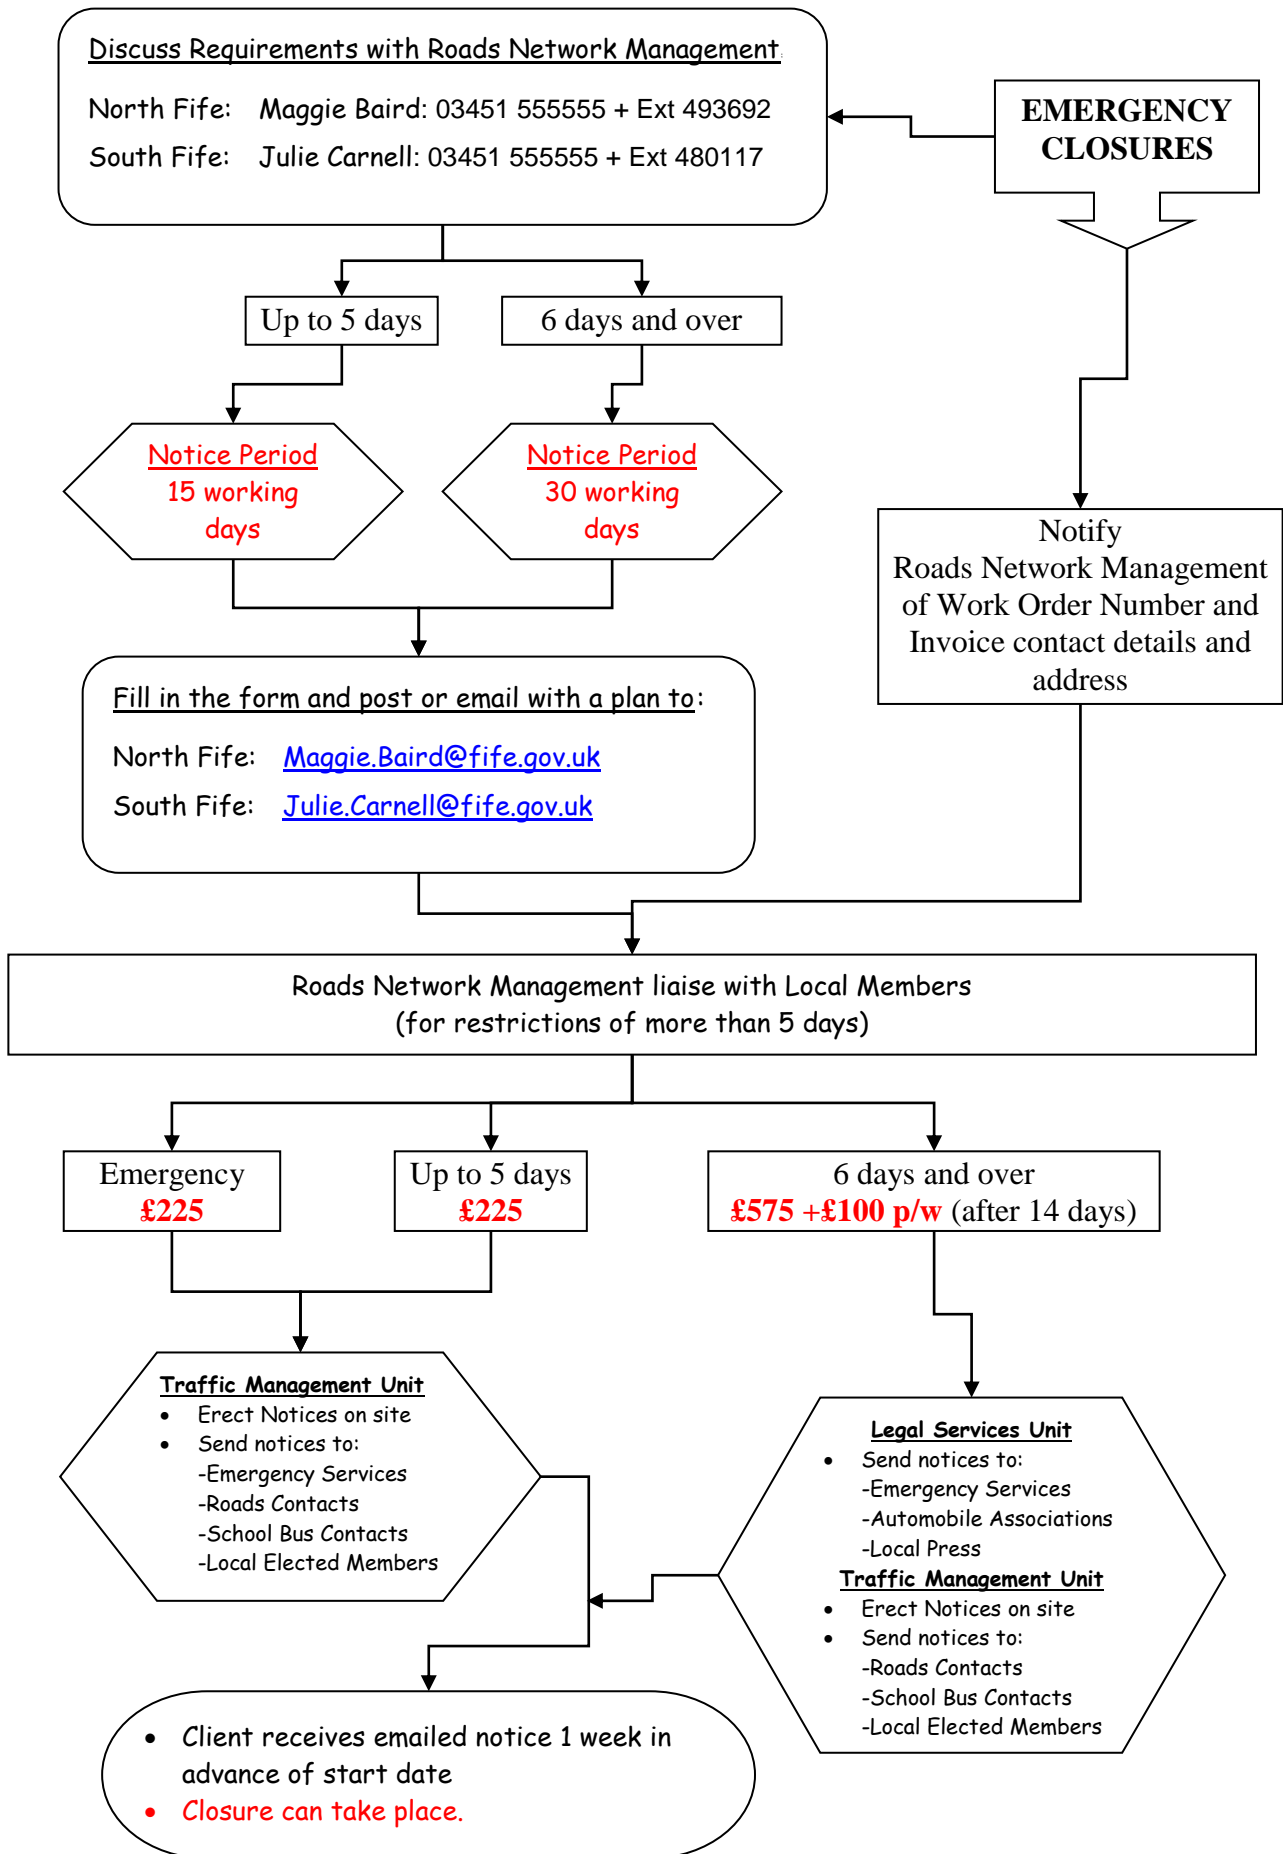 Discuss Requirements with Roads Network Management:
North Fife: Maggie Baird: 03451 555555 + Ext 493692
South Fife: Julie Carnell: 03451 555555 + Ext 480117
EMERGENCY
CLOSURES
Up to 5 days
6 days and over
Notice Period
15 working
days
Notice Period
30 working
days
Notify
Roads Network Management
of Work Order Number and
Invoice contact details and
address
Fill in the form and post or email with a plan to:
North Fife: Maggie.Baird@fife.gov.uk
South Fife: Julie.Carnell@fife.gov.uk
Roads Network Management liaise with Local Members
(for restrictions of more than 5 days)
Emergency
£225
Up to 5 days
£225
6 days and over
£575 +£100 p/w (after 14 days)
Traffic Management Unit
• Erect Notices on site
• Send notices to:
-Emergency Services
-Roads Contacts
-School Bus Contacts
-Local Elected Members
Legal Services Unit
• Send notices to:
-Emergency Services
-Automobile Associations
-Local Press
Traffic Management Unit
• Erect Notices on site
• Send notices to:
-Roads Contacts
-School Bus Contacts
-Local Elected Members
• Client receives emailed notice 1 week in
advance of start date
• Closure can take place.